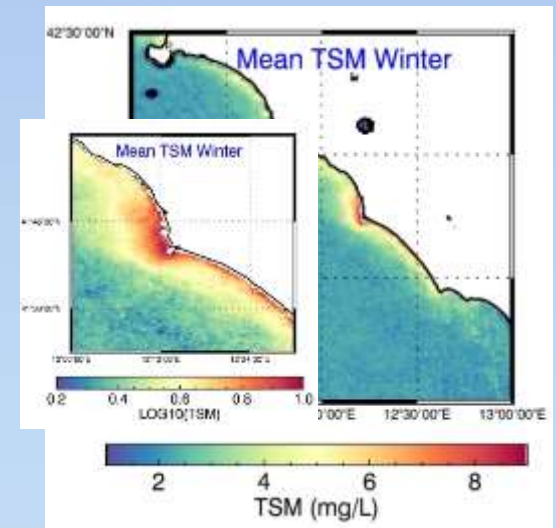 42°30'00"N
Mean TSM Winter
Mean TSM Winter
0.2 0.4 0.6 0.8 1.0
LOG10(TSM)
12°30'00"E 13°00'00"E
2 4 6 8
TSM (mg/L)